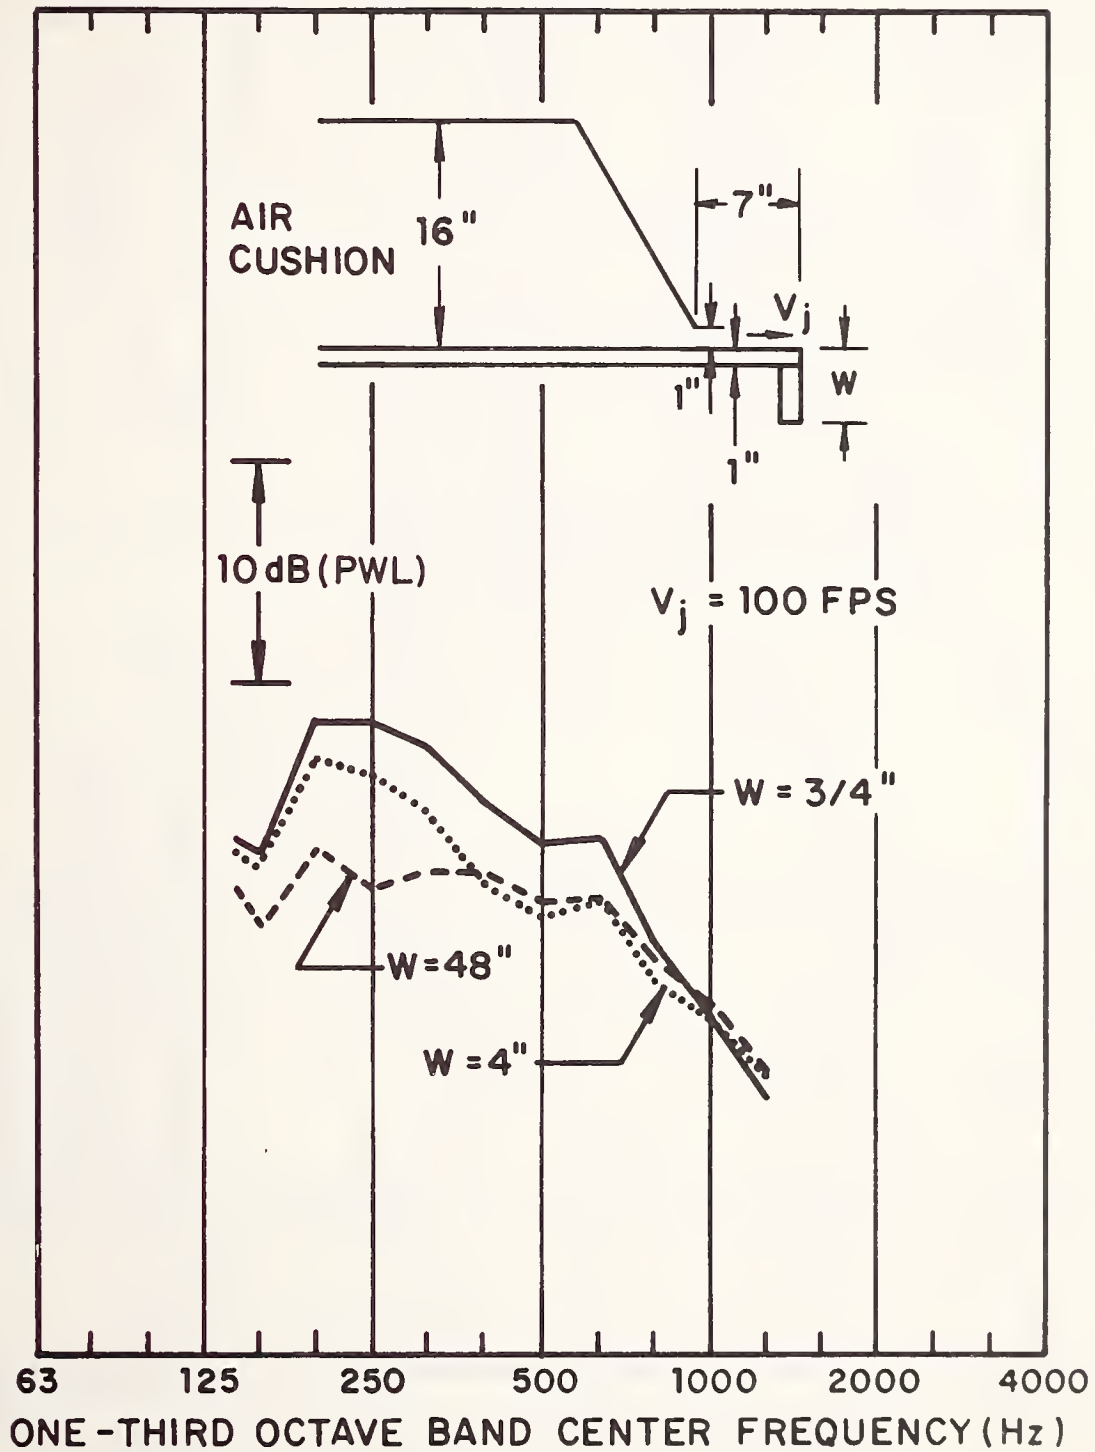 AIR
CUSHION
16"
7"
Vj
W
1"
1"
10 dB (PWL)
Vj = 100 FPS
W = 3/4"
W = 48"
W = 4"
63 125 250 500 1000 2000 4000
ONE-THIRD OCTAVE BAND CENTER FREQUENCY (Hz)